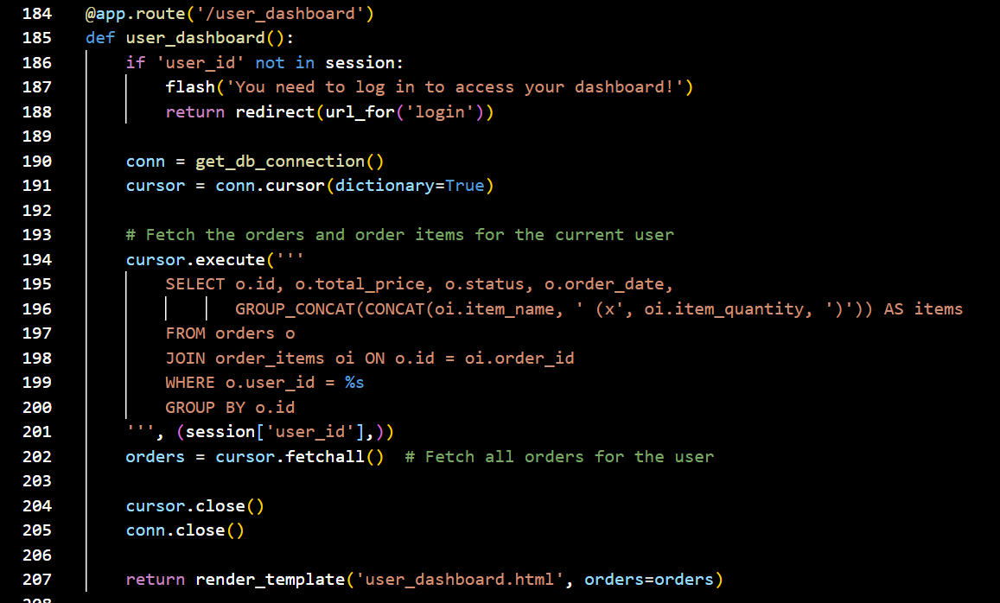 184 @app.route('/user_dashboard')
185 def user_dashboard():
186     if 'user_id' not in session:
187         flash('You need to log in to access your dashboard!')
188         return redirect(url_for('login'))
189
190     conn = get_db_connection()
191     cursor = conn.cursor(dictionary=True)
192
193     # Fetch the orders and order items for the current user
194     cursor.execute('''
195         SELECT o.id, o.total_price, o.status, o.order_date,
196                GROUP_CONCAT(CONCAT(oi.item_name, ' (x', oi.item_quantity, ')')) AS items
197         FROM orders o
198         JOIN order_items oi ON o.id = oi.order_id
199         WHERE o.user_id = %s
200         GROUP BY o.id
201     ''', (session['user_id'],))
202     orders = cursor.fetchall()  # Fetch all orders for the user
203
204     cursor.close()
205     conn.close()
206
207     return render_template('user_dashboard.html', orders=orders)